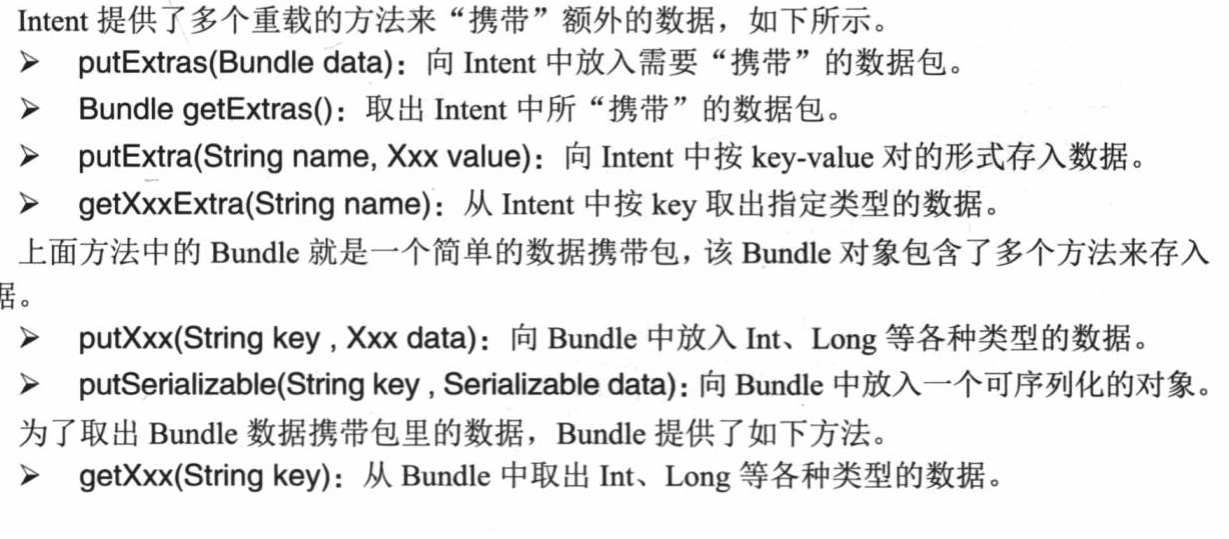 Intent 提供了多个重载的方法来“携带”额外的数据，如下所示。
➢ putExtras(Bundle data)：向 Intent 中放入需要“携带”的数据包。
➢ Bundle getExtras()：取出 Intent 中所“携带”的数据包。
➢ putExtra(String name, Xxx value)：向 Intent 中按 key-value 对的形式存入数据。
➢ getXxxExtra(String name)：从 Intent 中按 key 取出指定类型的数据。
上面方法中的 Bundle 就是一个简单的数据携带包，该 Bundle 对象包含了多个方法来存入
据。
➢ putXxx(String key , Xxx data)：向 Bundle 中放入 Int、Long 等各种类型的数据。
➢ putSerializable(String key , Serializable data)：向 Bundle 中放入一个可序列化的对象。
为了取出 Bundle 数据携带包里的数据，Bundle 提供了如下方法。
➢ getXxx(String key)：从 Bundle 中取出 Int、Long 等各种类型的数据。